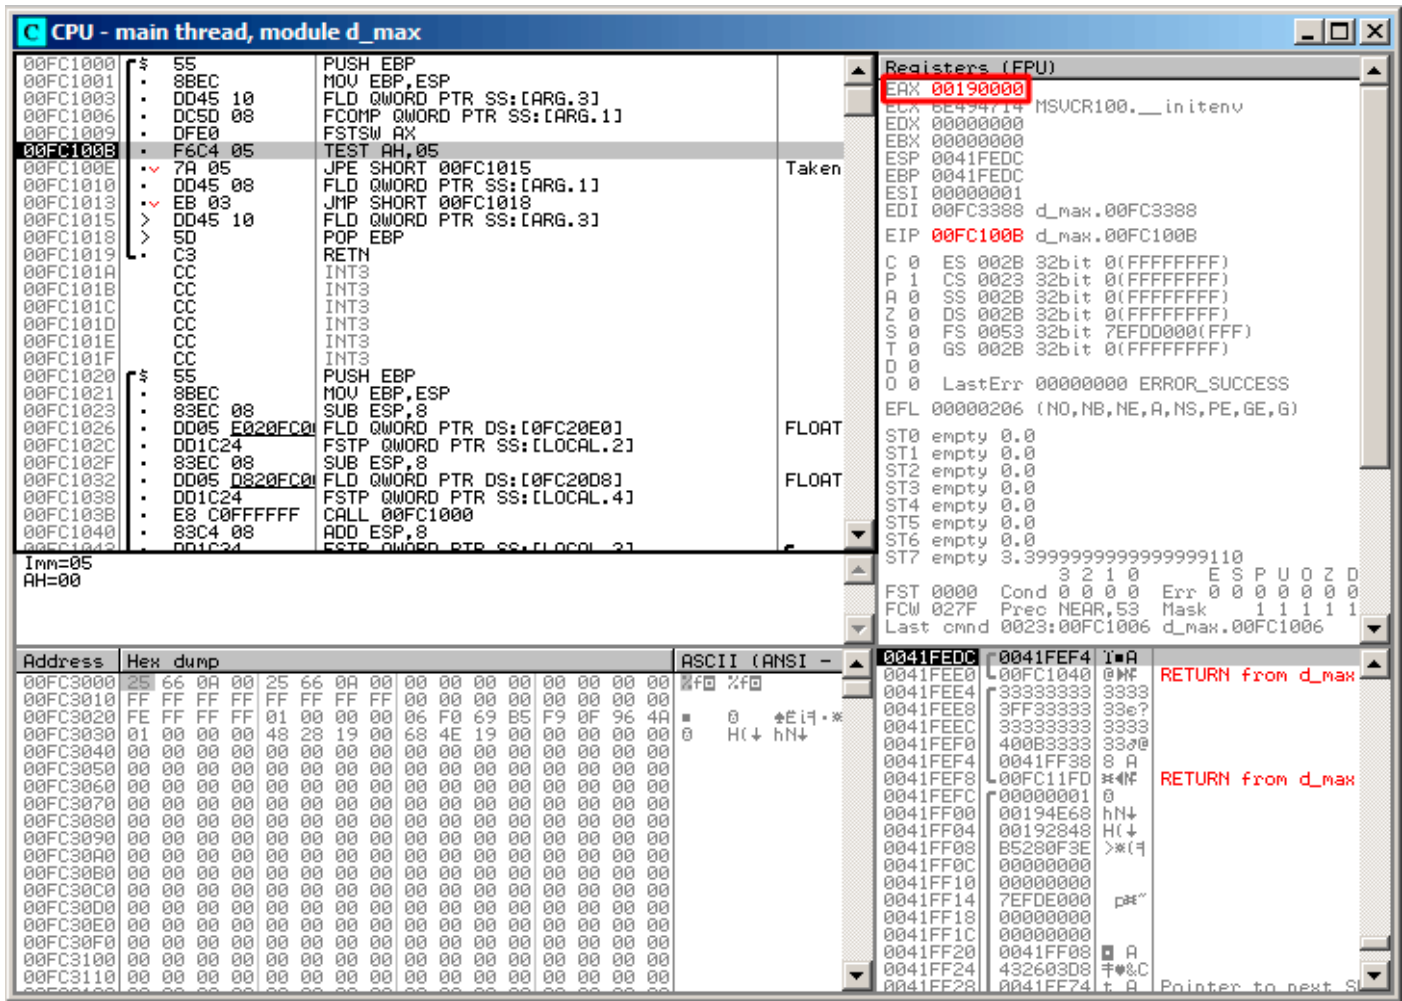 CPU - main thread, module d_max
00FC1000 $ 55 PUSH EBP
00FC1001 · 8BEC MOV EBP,ESP
00FC1003 · DD45 10 FLD QWORD PTR SS:[ARG.3]
00FC1006 · DC5D 08 FCOMP QWORD PTR SS:[ARG.1]
00FC1009 · DFE0 FSTSW AX
00FC100B · F6C4 05 TEST AH,05
00FC100E · 7A 05 JPE SHORT 00FC1015 Taken
00FC1010 · DD45 08 FLD QWORD PTR SS:[ARG.1]
00FC1013 · EB 03 JMP SHORT 00FC1018
00FC1015 > DD45 10 FLD QWORD PTR SS:[ARG.3]
00FC1018 > 5D POP EBP
00FC1019 · C3 RETN
00FC101A CC INT3
00FC101B CC INT3
00FC101C CC INT3
00FC101D CC INT3
00FC101E CC INT3
00FC101F CC INT3
00FC1020 $ 55 PUSH EBP
00FC1021 · 8BEC MOV EBP,ESP
00FC1023 · 83EC 08 SUB ESP,8
00FC1026 · DD05 E020FC0 FLD QWORD PTR DS:[0FC20E0] FLOAT
00FC102C · DD1C24 FSTP QWORD PTR SS:[LOCAL.2]
00FC102F · 83EC 08 SUB ESP,8
00FC1032 · DD05 D820FC0 FLD QWORD PTR DS:[0FC20D8] FLOAT
00FC1038 · DD1C24 FSTP QWORD PTR SS:[LOCAL.4]
00FC103B · E8 C0FFFFFF CALL 00FC1000
00FC1040 · 83C4 08 ADD ESP,8
00FC1043 · DD1C24 FSTP QWORD PTR SS:[LOCAL.2]
Imm=05
AH=00
Registers (FPU)
EAX 00190000
ECX 6E494714 MSVCR100.__initenv
EDX 00000000
EBX 00000000
ESP 0041FEDC
EBP 0041FEDC
ESI 00000001
EDI 00FC3388 d_max.00FC3388
EIP 00FC100B d_max.00FC100B
C 0 ES 002B 32bit 0(FFFFFFFF)
P 1 CS 0023 32bit 0(FFFFFFFF)
A 0 SS 002B 32bit 0(FFFFFFFF)
Z 0 DS 002B 32bit 0(FFFFFFFF)
S 0 FS 0053 32bit 7EFDD000(FFF)
T 0 GS 002B 32bit 0(FFFFFFFF)
D 0
O 0 LastErr 00000000 ERROR_SUCCESS
EFL 00000206 (NO,NB,NE,A,NS,PE,GE,G)
ST0 empty 0.0
ST1 empty 0.0
ST2 empty 0.0
ST3 empty 0.0
ST4 empty 0.0
ST5 empty 0.0
ST6 empty 0.0
ST7 empty 3.3999999999999999110
3 2 1 0 E S P U O Z D
FST 0000 Cond 0 0 0 0 Err 0 0 0 0 0 0 0
FCW 027F Prec NEAR,53 Mask 1 1 1 1 1
Last cmnd 0023:00FC1006 d_max.00FC1006
Address Hex dump ASCII (ANSI -
00FC3000 25 66 0A 00 25 66 0A 00 00 00 00 00 00 00 00 00 %f %f
00FC3010 FF FF FF FF FF FF FF FF 00 00 00 00 00 00 00 00
00FC3020 FE FF FF FF 01 00 00 00 06 F0 69 B5 F9 0F 96 4A
00FC3030 01 00 00 00 48 28 19 00 68 4E 19 00 00 00 00 00 H(↓ hN↓
00FC3040 00 00 00 00 00 00 00 00 00 00 00 00 00 00 00 00
00FC3050 00 00 00 00 00 00 00 00 00 00 00 00 00 00 00 00
00FC3060 00 00 00 00 00 00 00 00 00 00 00 00 00 00 00 00
00FC3070 00 00 00 00 00 00 00 00 00 00 00 00 00 00 00 00
00FC3080 00 00 00 00 00 00 00 00 00 00 00 00 00 00 00 00
00FC3090 00 00 00 00 00 00 00 00 00 00 00 00 00 00 00 00
00FC30A0 00 00 00 00 00 00 00 00 00 00 00 00 00 00 00 00
00FC30B0 00 00 00 00 00 00 00 00 00 00 00 00 00 00 00 00
00FC30C0 00 00 00 00 00 00 00 00 00 00 00 00 00 00 00 00
00FC30D0 00 00 00 00 00 00 00 00 00 00 00 00 00 00 00 00
00FC30E0 00 00 00 00 00 00 00 00 00 00 00 00 00 00 00 00
00FC30F0 00 00 00 00 00 00 00 00 00 00 00 00 00 00 00 00
00FC3100 00 00 00 00 00 00 00 00 00 00 00 00 00 00 00 00
00FC3110 00 00 00 00 00 00 00 00 00 00 00 00 00 00 00 00
0041FEDC 0041FEF4
0041FEE0 00FC1040 RETURN from d_max
0041FEE4 33333333 3333
0041FEE8 3FF33333 33≤?
0041FEEC 33333333 3333
0041FEF0 400B3333 33♂@
0041FEF4 0041FF38 8 A
0041FEF8 00FC11FD RETURN from d_max
0041FEFC 00000001
0041FF00 00194E68 hN↓
0041FF04 00192848 H(↓
0041FF08 B5280F3E
0041FF0C 00000000
0041FF10 00000000
0041FF14 7EFDE000
0041FF18 00000000
0041FF1C 00000000
0041FF20 0041FF08
0041FF24 432603D8
0041FF28 0041FF74 t A Pointer to next